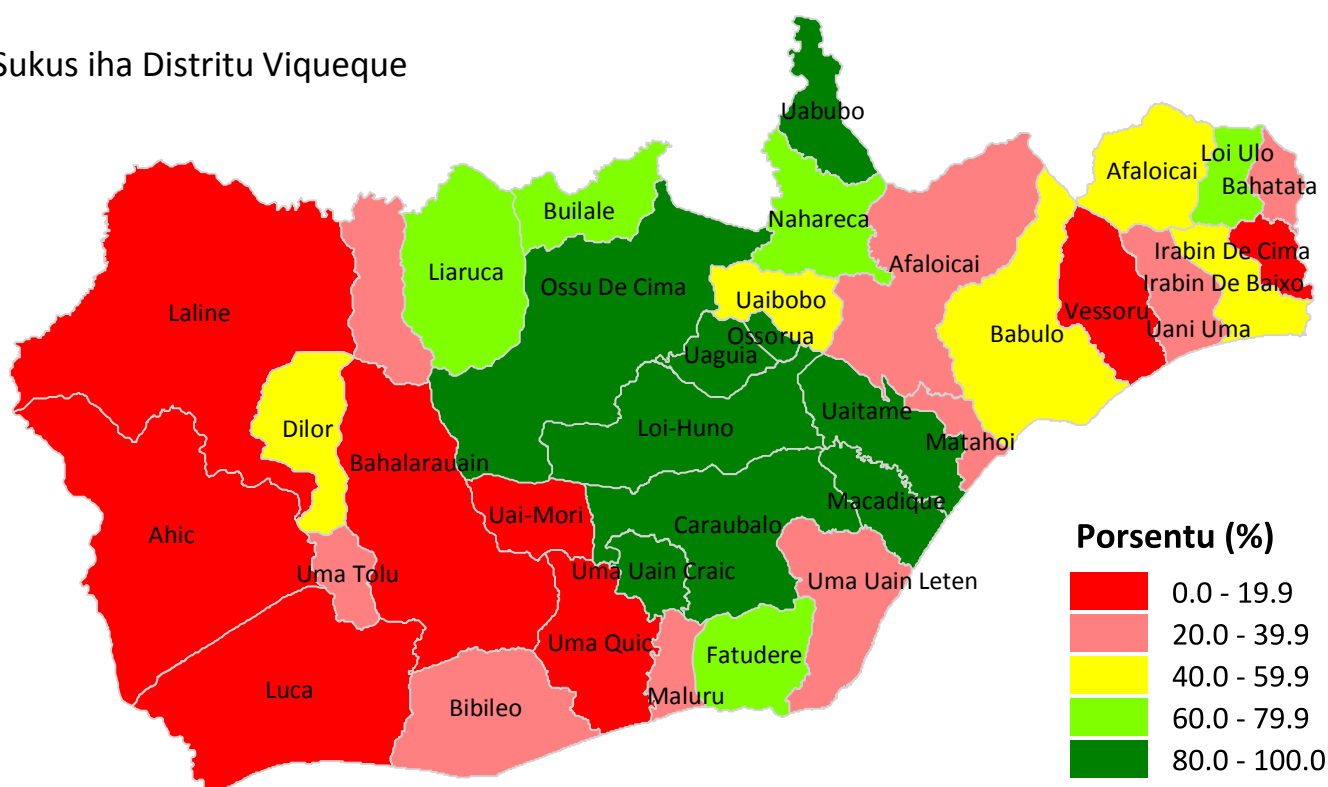 Sukus iha Distritu Viqueque
Uabubo
Loi Ulo
Afaloicai
Bahatata
Builale
Nahareca
Irabin De Cima
Afaloicai
Liaruca
Irabin De Baixo
Ossu De Cima
Uaibobo
Laline
Vessoru
Uani Uma
Babulo
Ossorua
Uaguia
Uaitame
Dilor
Loi-Huno
Matahoi
Bahalarauain
Macadique
Uai-Mori
Caraubalo
Ahic
Uma Tolu
Uma Uain Craic
Uma Uain Leten
Uma Quic
Fatudere
Luca
Maluru
Bibileo
Porsentu (%)
0.0 - 19.9
20.0 - 39.9
40.0 - 59.9
60.0 - 79.9
80.0 - 100.0